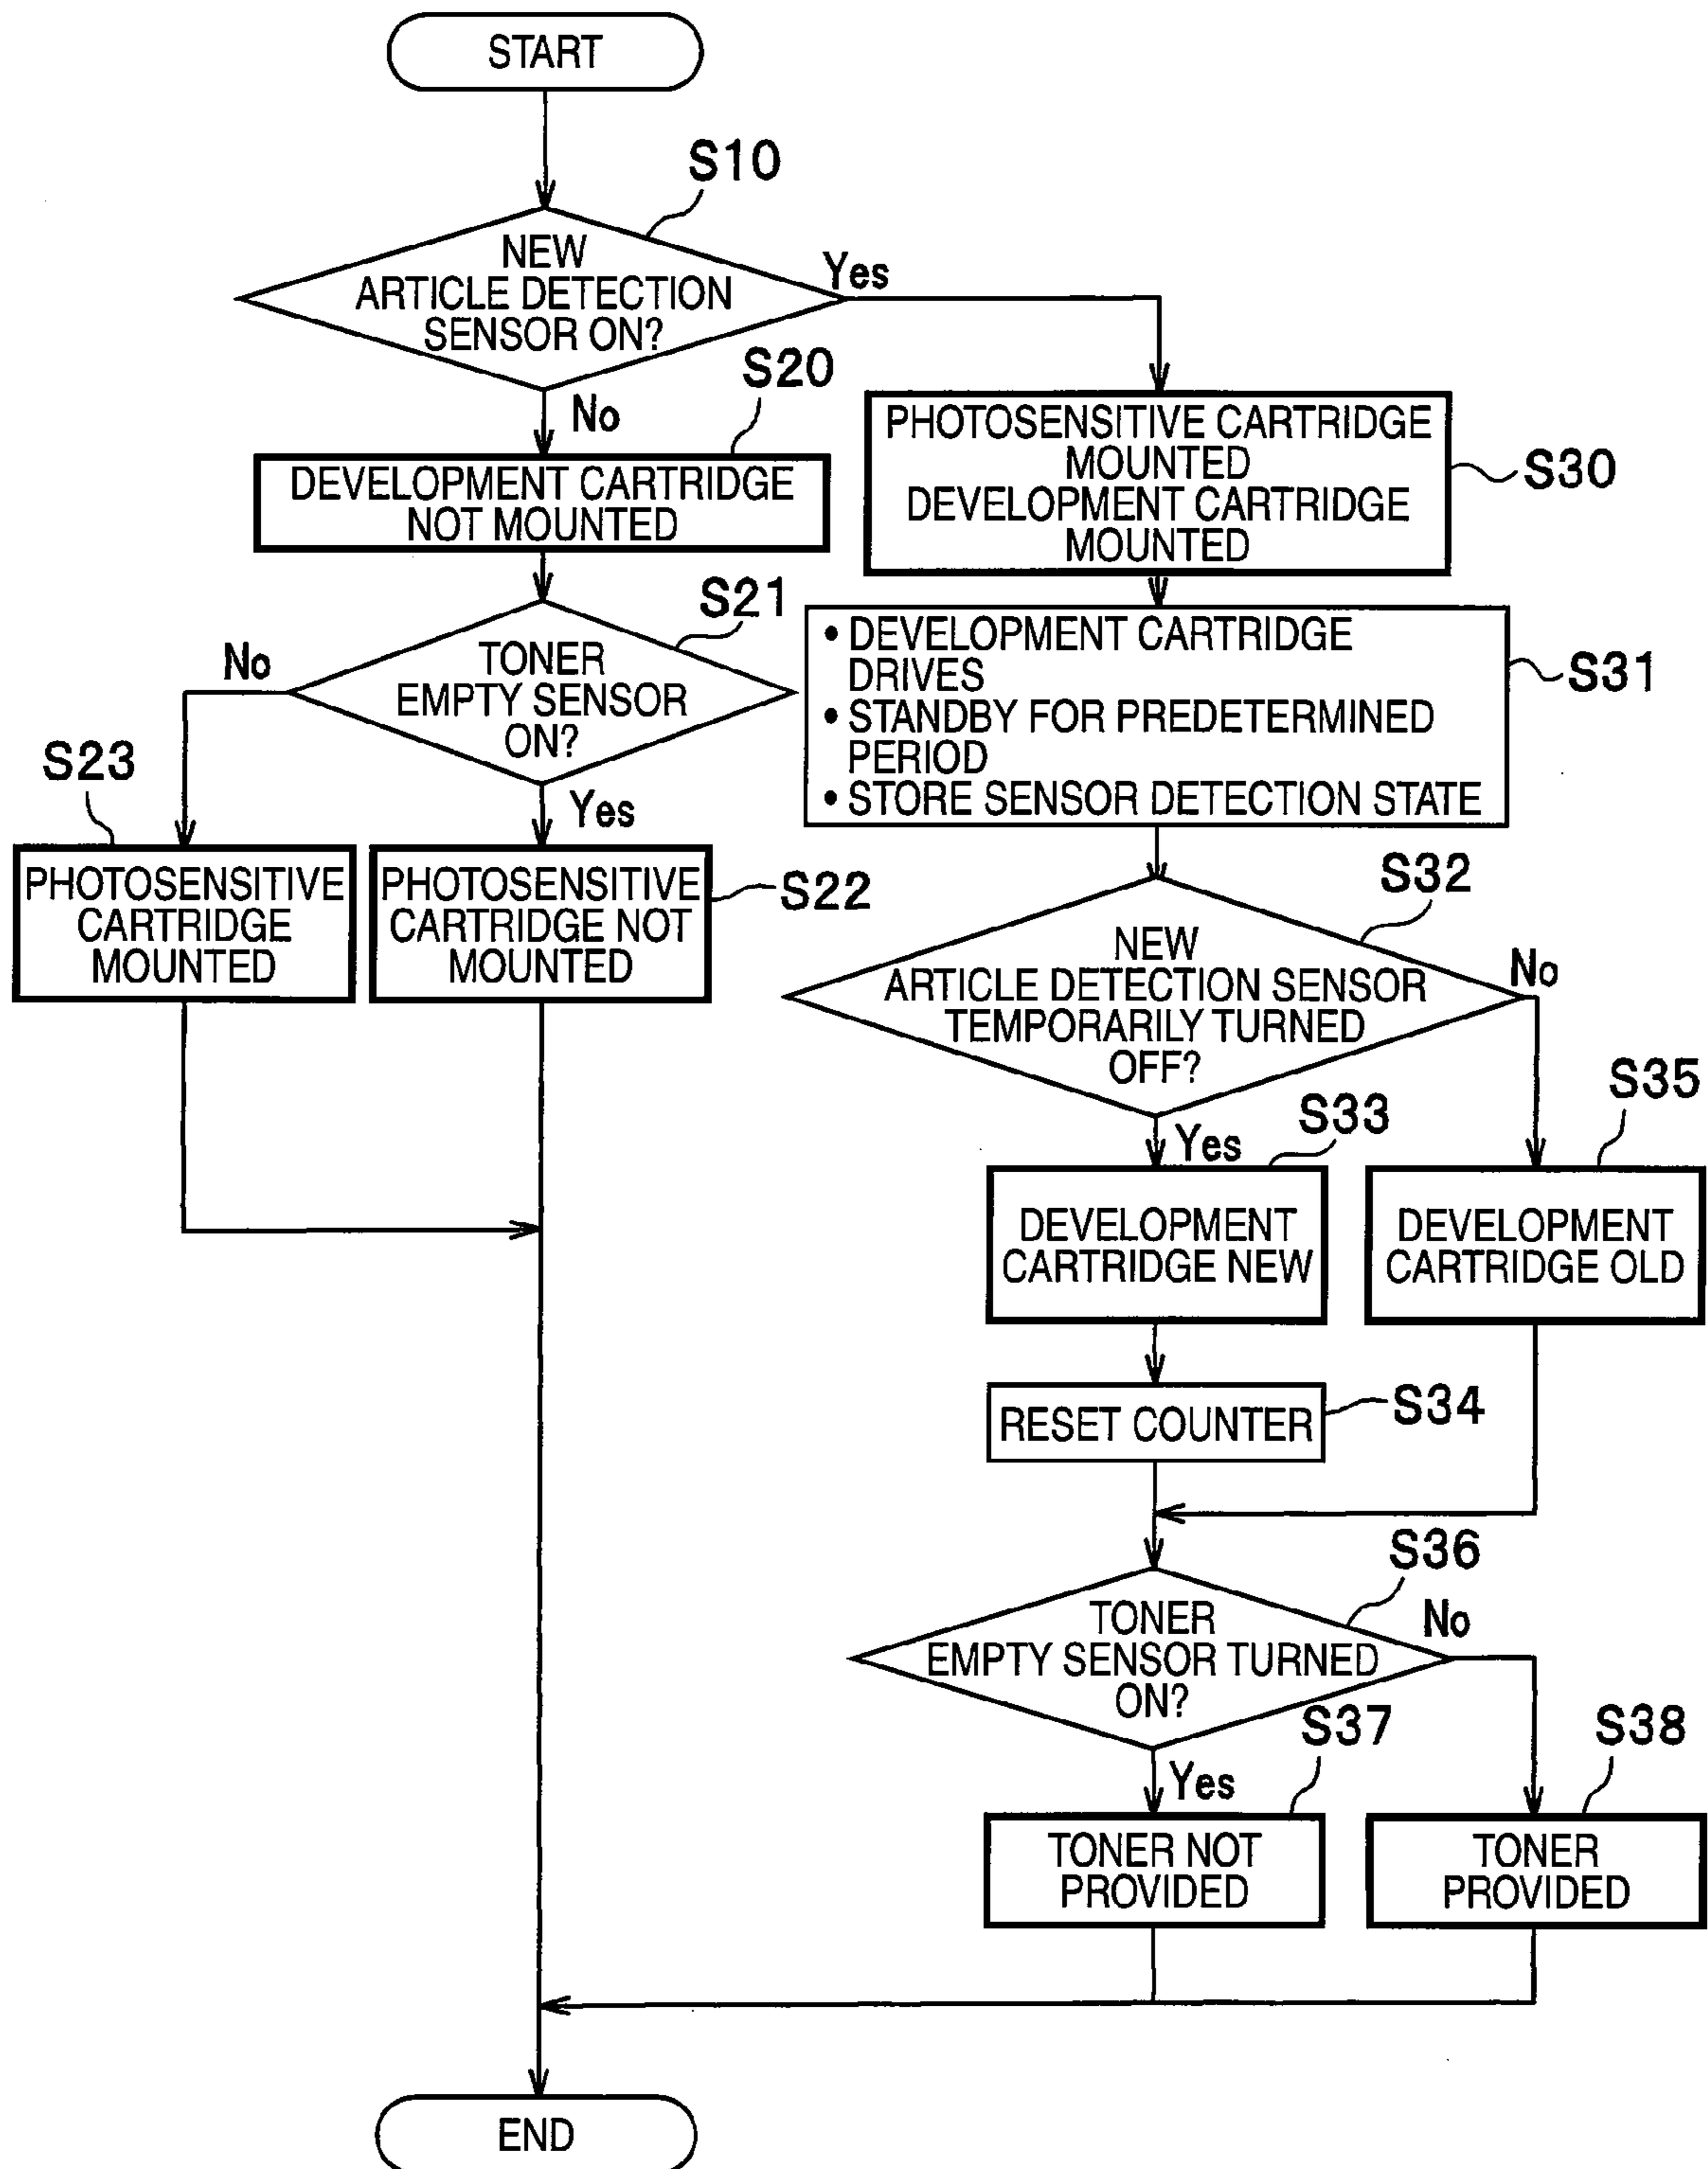 START
S10
NEW
ARTICLE DETECTION
SENSOR ON?
Yes
No
S20
DEVELOPMENT CARTRIDGE
NOT MOUNTED
PHOTOSENSITIVE CARTRIDGE
MOUNTED
DEVELOPMENT CARTRIDGE
MOUNTED
S30
S21
TONER
EMPTY SENSOR
ON?
No
Yes
• DEVELOPMENT CARTRIDGE
DRIVES
• STANDBY FOR PREDETERMINED
PERIOD
• STORE SENSOR DETECTION STATE
S31
S23
PHOTOSENSITIVE
CARTRIDGE
MOUNTED
PHOTOSENSITIVE
CARTRIDGE NOT
MOUNTED
S22
S32
NEW
ARTICLE DETECTION SENSOR
TEMPORARILY TURNED
OFF?
No
Yes
S33
S35
DEVELOPMENT
CARTRIDGE NEW
DEVELOPMENT
CARTRIDGE OLD
RESET COUNTER
S34
S36
TONER
EMPTY SENSOR TURNED
ON?
No
Yes
S37
S38
TONER NOT
PROVIDED
TONER
PROVIDED
END